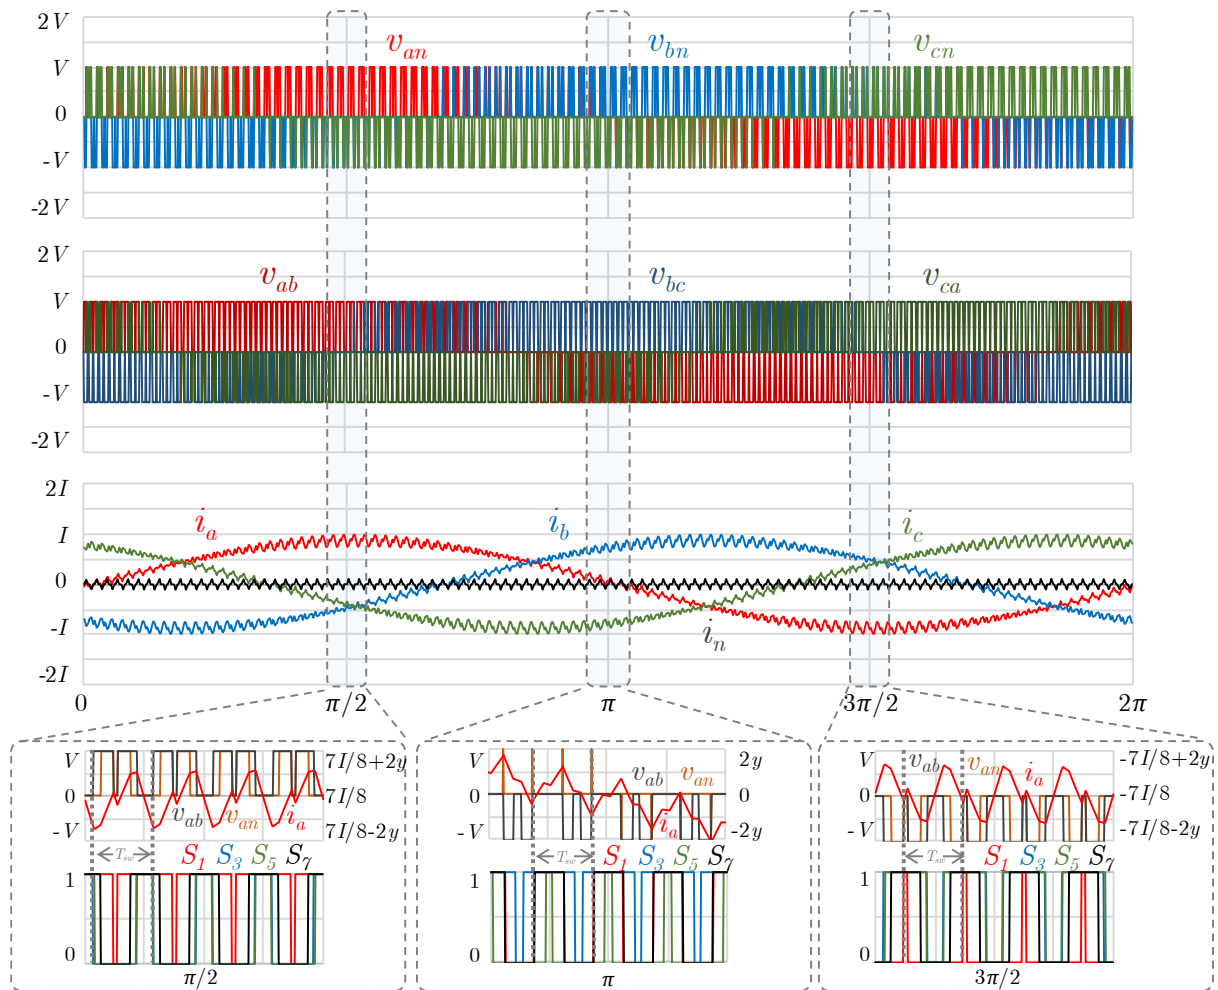 2V
v_an v_bn v_cn
V
0
-V
-2V
2V
v_ab v_bc v_ca
V
0
-V
-2V
2I
i_a i_b i_c
I
0
-I
i_n
-2I
0 π/2 π 3π/2 2π
V 7I/8+2y
0 7I/8
v_ab v_an i_a
-V 7I/8-2y
T_sw S_1 S_3 S_5 S_7
1
0
π/2
V 2y
v_ab v_an
0 0
i_a
-V -2y
T_sw S_1 S_3 S_5 S_7
1
0
π
V -7I/8+2y
v_ab v_an i_a
0 -7I/8
-V -7I/8-2y
T_sw S_1 S_3 S_5 S_7
1
0
3π/2